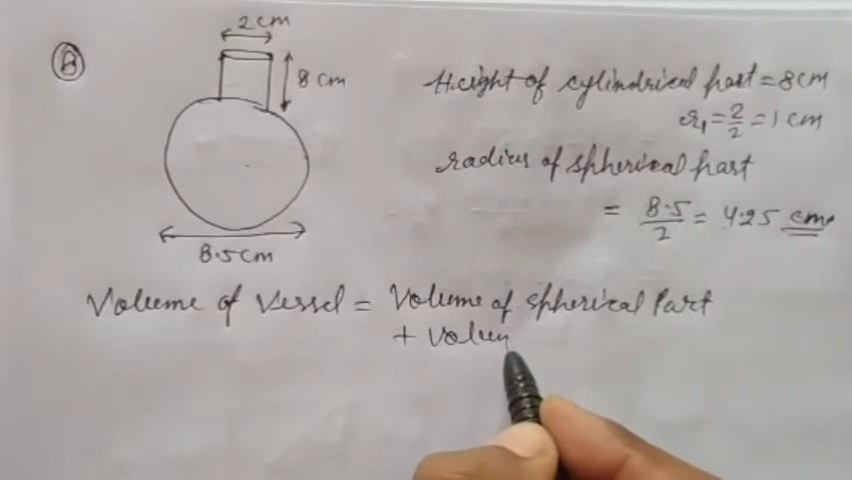 8
2cm
8 cm
8.5cm
Height of cylindrical part = 8cm
r₁ = 2/2 = 1 cm
radius of spherical part
= 8.5/2 = 4.25 cm
Volume of Vessel = Volume of spherical Part
+ Volum